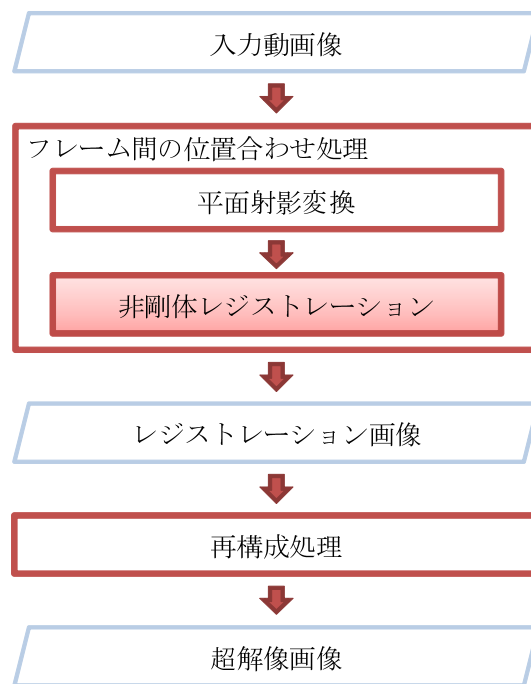 入力動画像
フレーム間の位置合わせ処理
平面射影変換
非剛体レジストレーション
レジストレーション画像
再構成処理
超解像画像